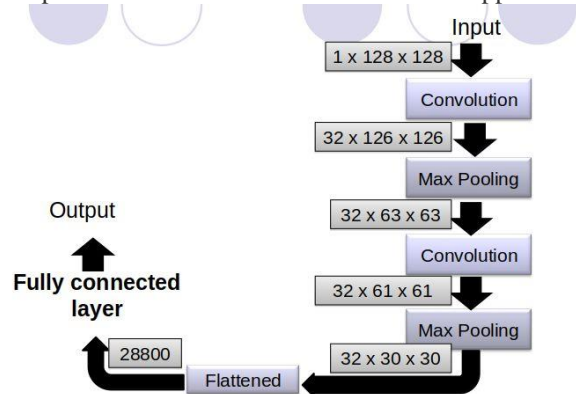 Input
1 x 128 x 128
Convolution
32 x 126 x 126
Max Pooling
32 x 63 x 63
Convolution
32 x 61 x 61
Max Pooling
32 x 30 x 30
Flattened
28800
Fully connected
layer
Output